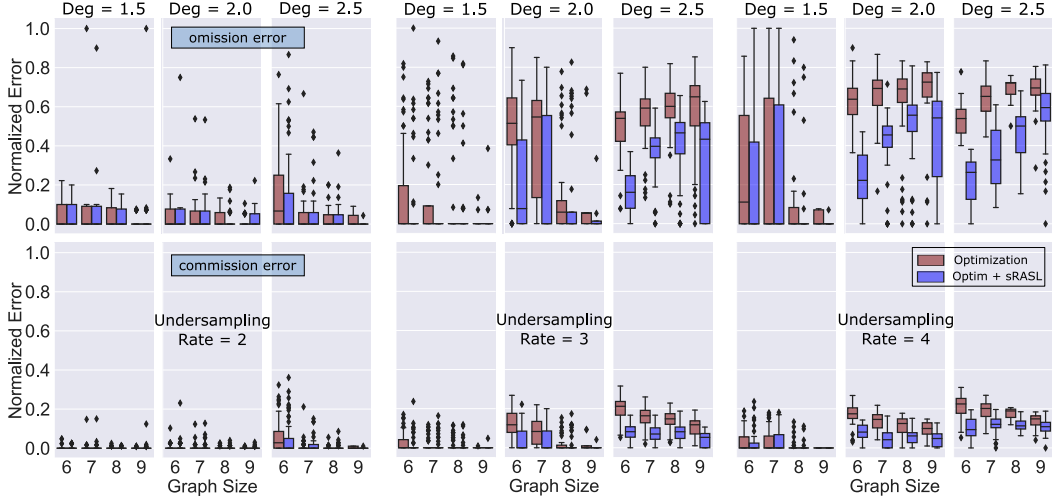 Deg = 1.5 Deg = 2.0 Deg = 2.5 Deg = 1.5 Deg = 2.0 Deg = 2.5 Deg = 1.5 Deg = 2.0 Deg = 2.5
Normalized Error
1.0
0.8
0.6
0.4
0.2
0.0
omission error
Normalized Error
1.0
0.8
0.6
0.4
0.2
0.0
commission error
Optimization
Optim + sRASL
Undersampling
Rate = 2
Undersampling
Rate = 3
Undersampling
Rate = 4
6 7 8 9 6 7 8 9 6 7 8 9 6 7 8 9 6 7 8 9 6 7 8 9 6 7 8 9 6 7 8 9 6 7 8 9
Graph Size Graph Size Graph Size